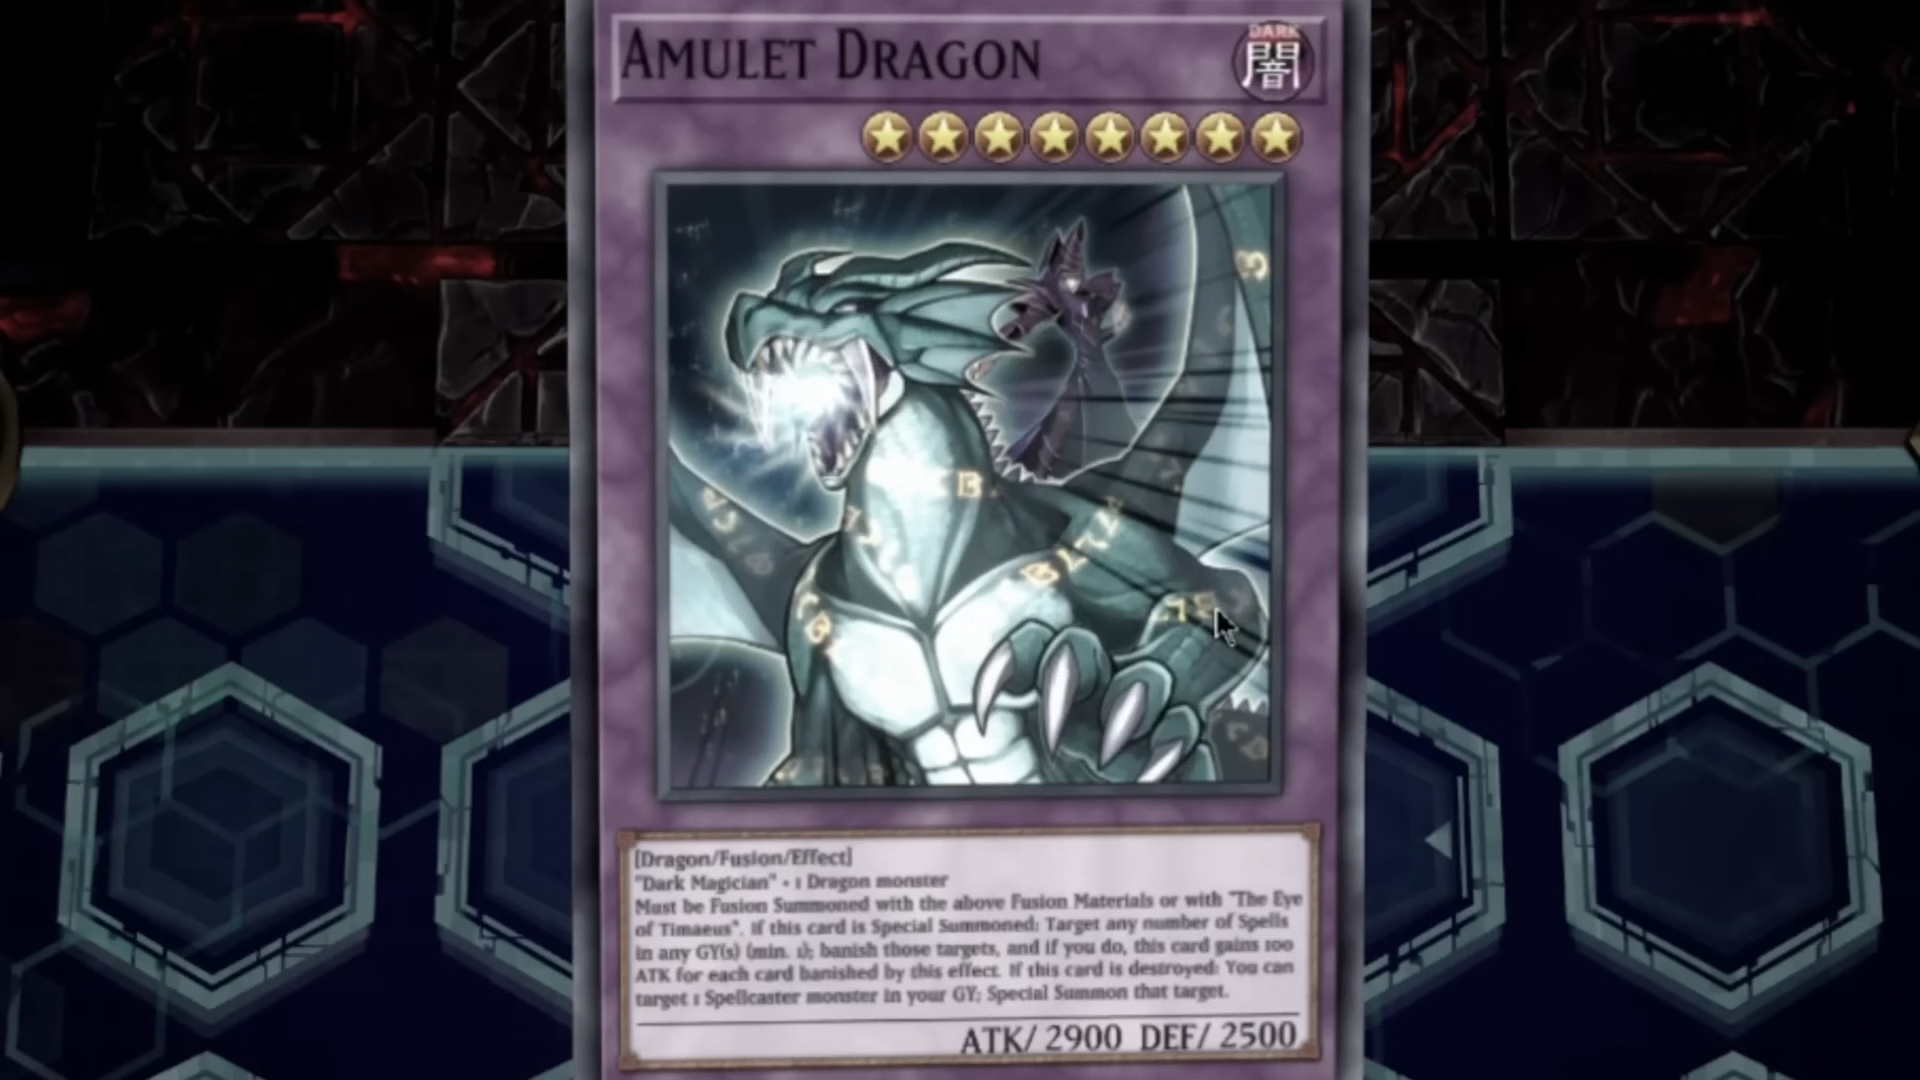 AMULET DRAGON
DARK
闇
[Dragon/Fusion/Effect]
"Dark Magician" + 1 Dragon monster
Must be Fusion Summoned with the above Fusion Materials or with "The Eye
of Timaeus". If this card is Special Summoned: Target any number of Spells
in any GY(s) (min. 1); banish those targets, and if you do, this card gains 100
ATK for each card banished by this effect. If this card is destroyed: You can
target 1 Spellcaster monster in your GY; Special Summon that target.
ATK/ 2900 DEF/ 2500